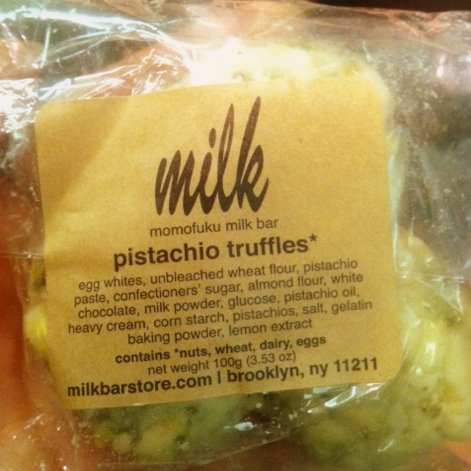 milk
momofuku milk bar
pistachio truffles*
egg whites, unbleached wheat flour, pistachio
paste, confectioners' sugar, almond flour, white
chocolate, milk powder, glucose, pistachio oil,
heavy cream, corn starch, pistachios, salt, gelatin
baking powder, lemon extract
contains *nuts, wheat, dairy, eggs
net weight 100g (3.53 oz)
milkbarstore.com | brooklyn, ny 11211